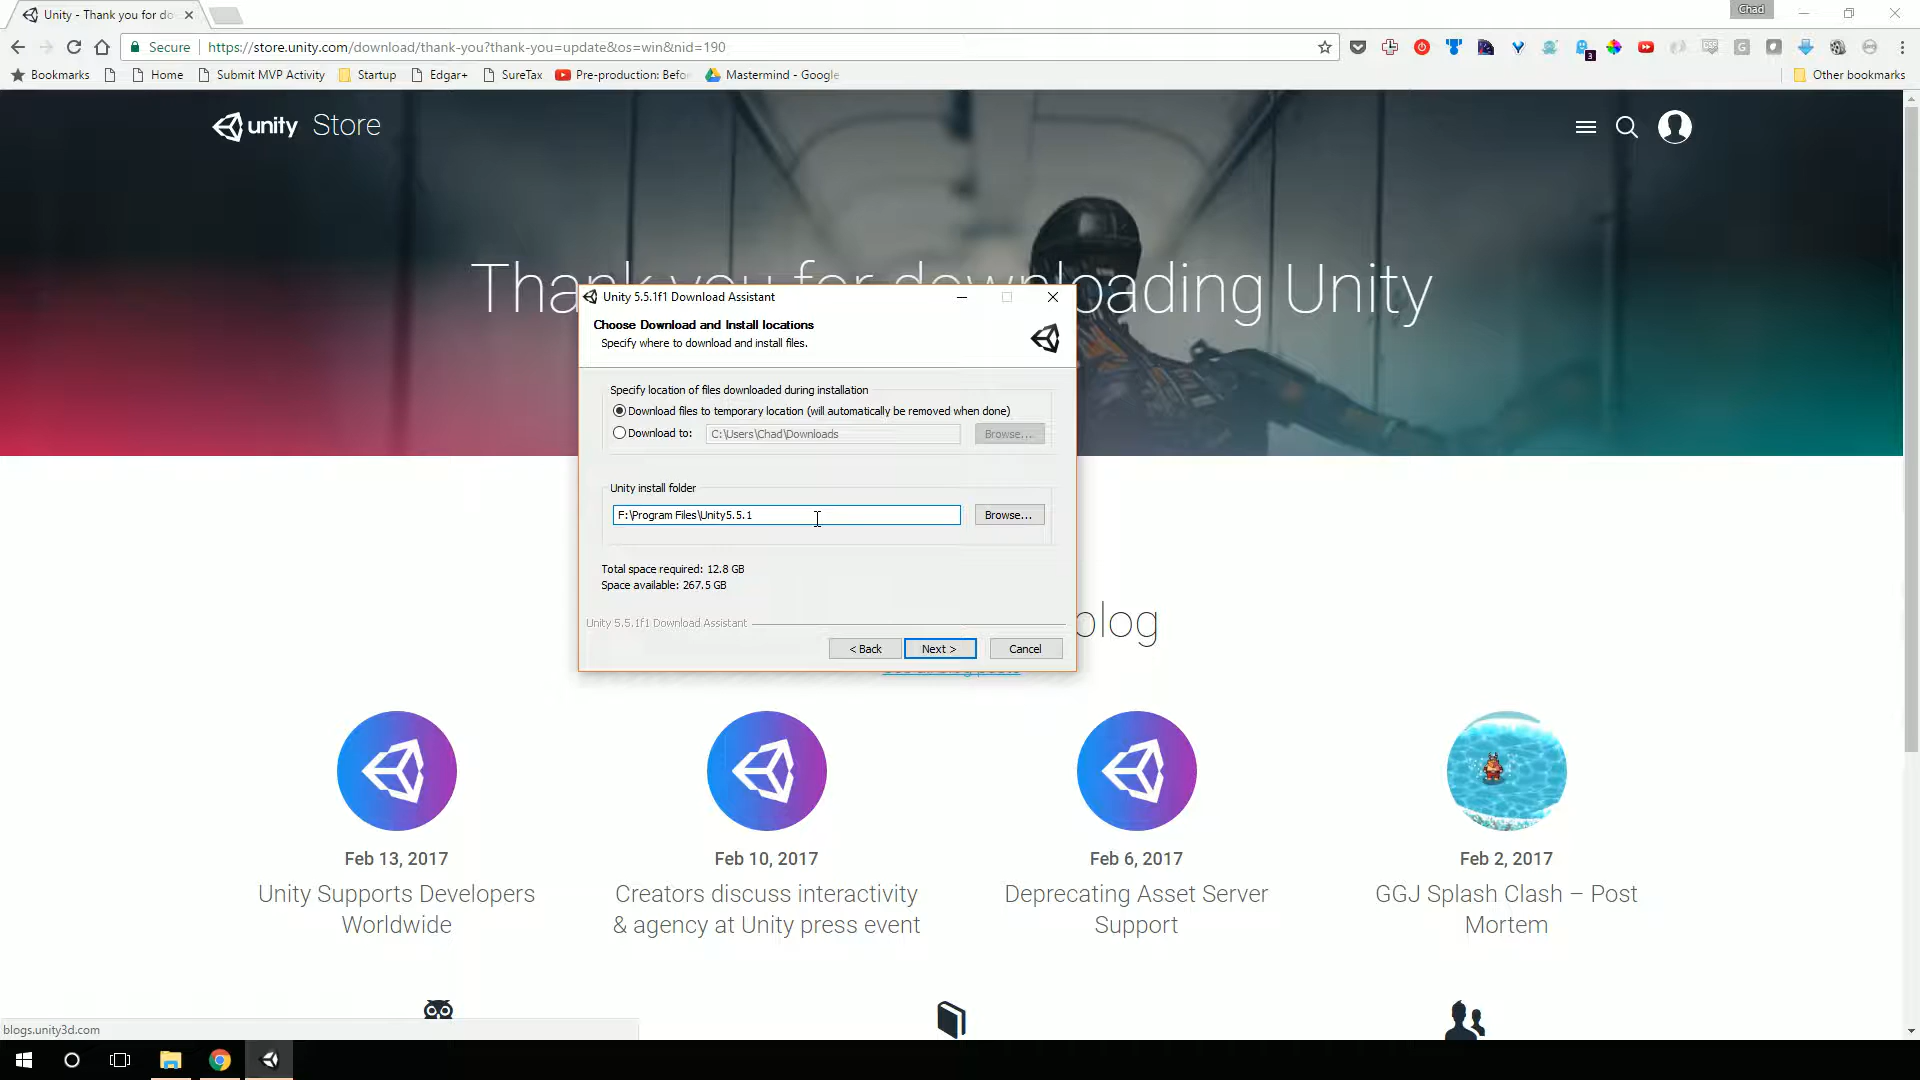 Unity - Thank you for do
Chad
Secure
https://store.unity.com/download/thank-you?thank-you=update&os=win&nid=190
3
Bookmarks
Home
Submit MVP Activity
Startup
Edgar+
SureTax
Pre-production: Befo
Mastermind - Google
Other bookmarks
unity Store
Thank you for downloading Unity
Unity 5.5.1f1 Download Assistant
Choose Download and Install locations
Specify where to download and install files.
Specify location of files downloaded during installation
Download files to temporary location (will automatically be removed when done)
Download to:
C:\Users\Chad\Downloads
Browse...
Unity install folder
F:\Program Files\Unity5.5.1
Browse...
Total space required: 12.8 GB
Space available: 267.5 GB
Unity 5.5.1f1 Download Assistant
< Back
Next >
Cancel
blog
Feb 13, 2017
Unity Supports Developers
Worldwide
Feb 10, 2017
Creators discuss interactivity
& agency at Unity press event
Feb 6, 2017
Deprecating Asset Server
Support
Feb 2, 2017
GGJ Splash Clash – Post
Mortem
blogs.unity3d.com